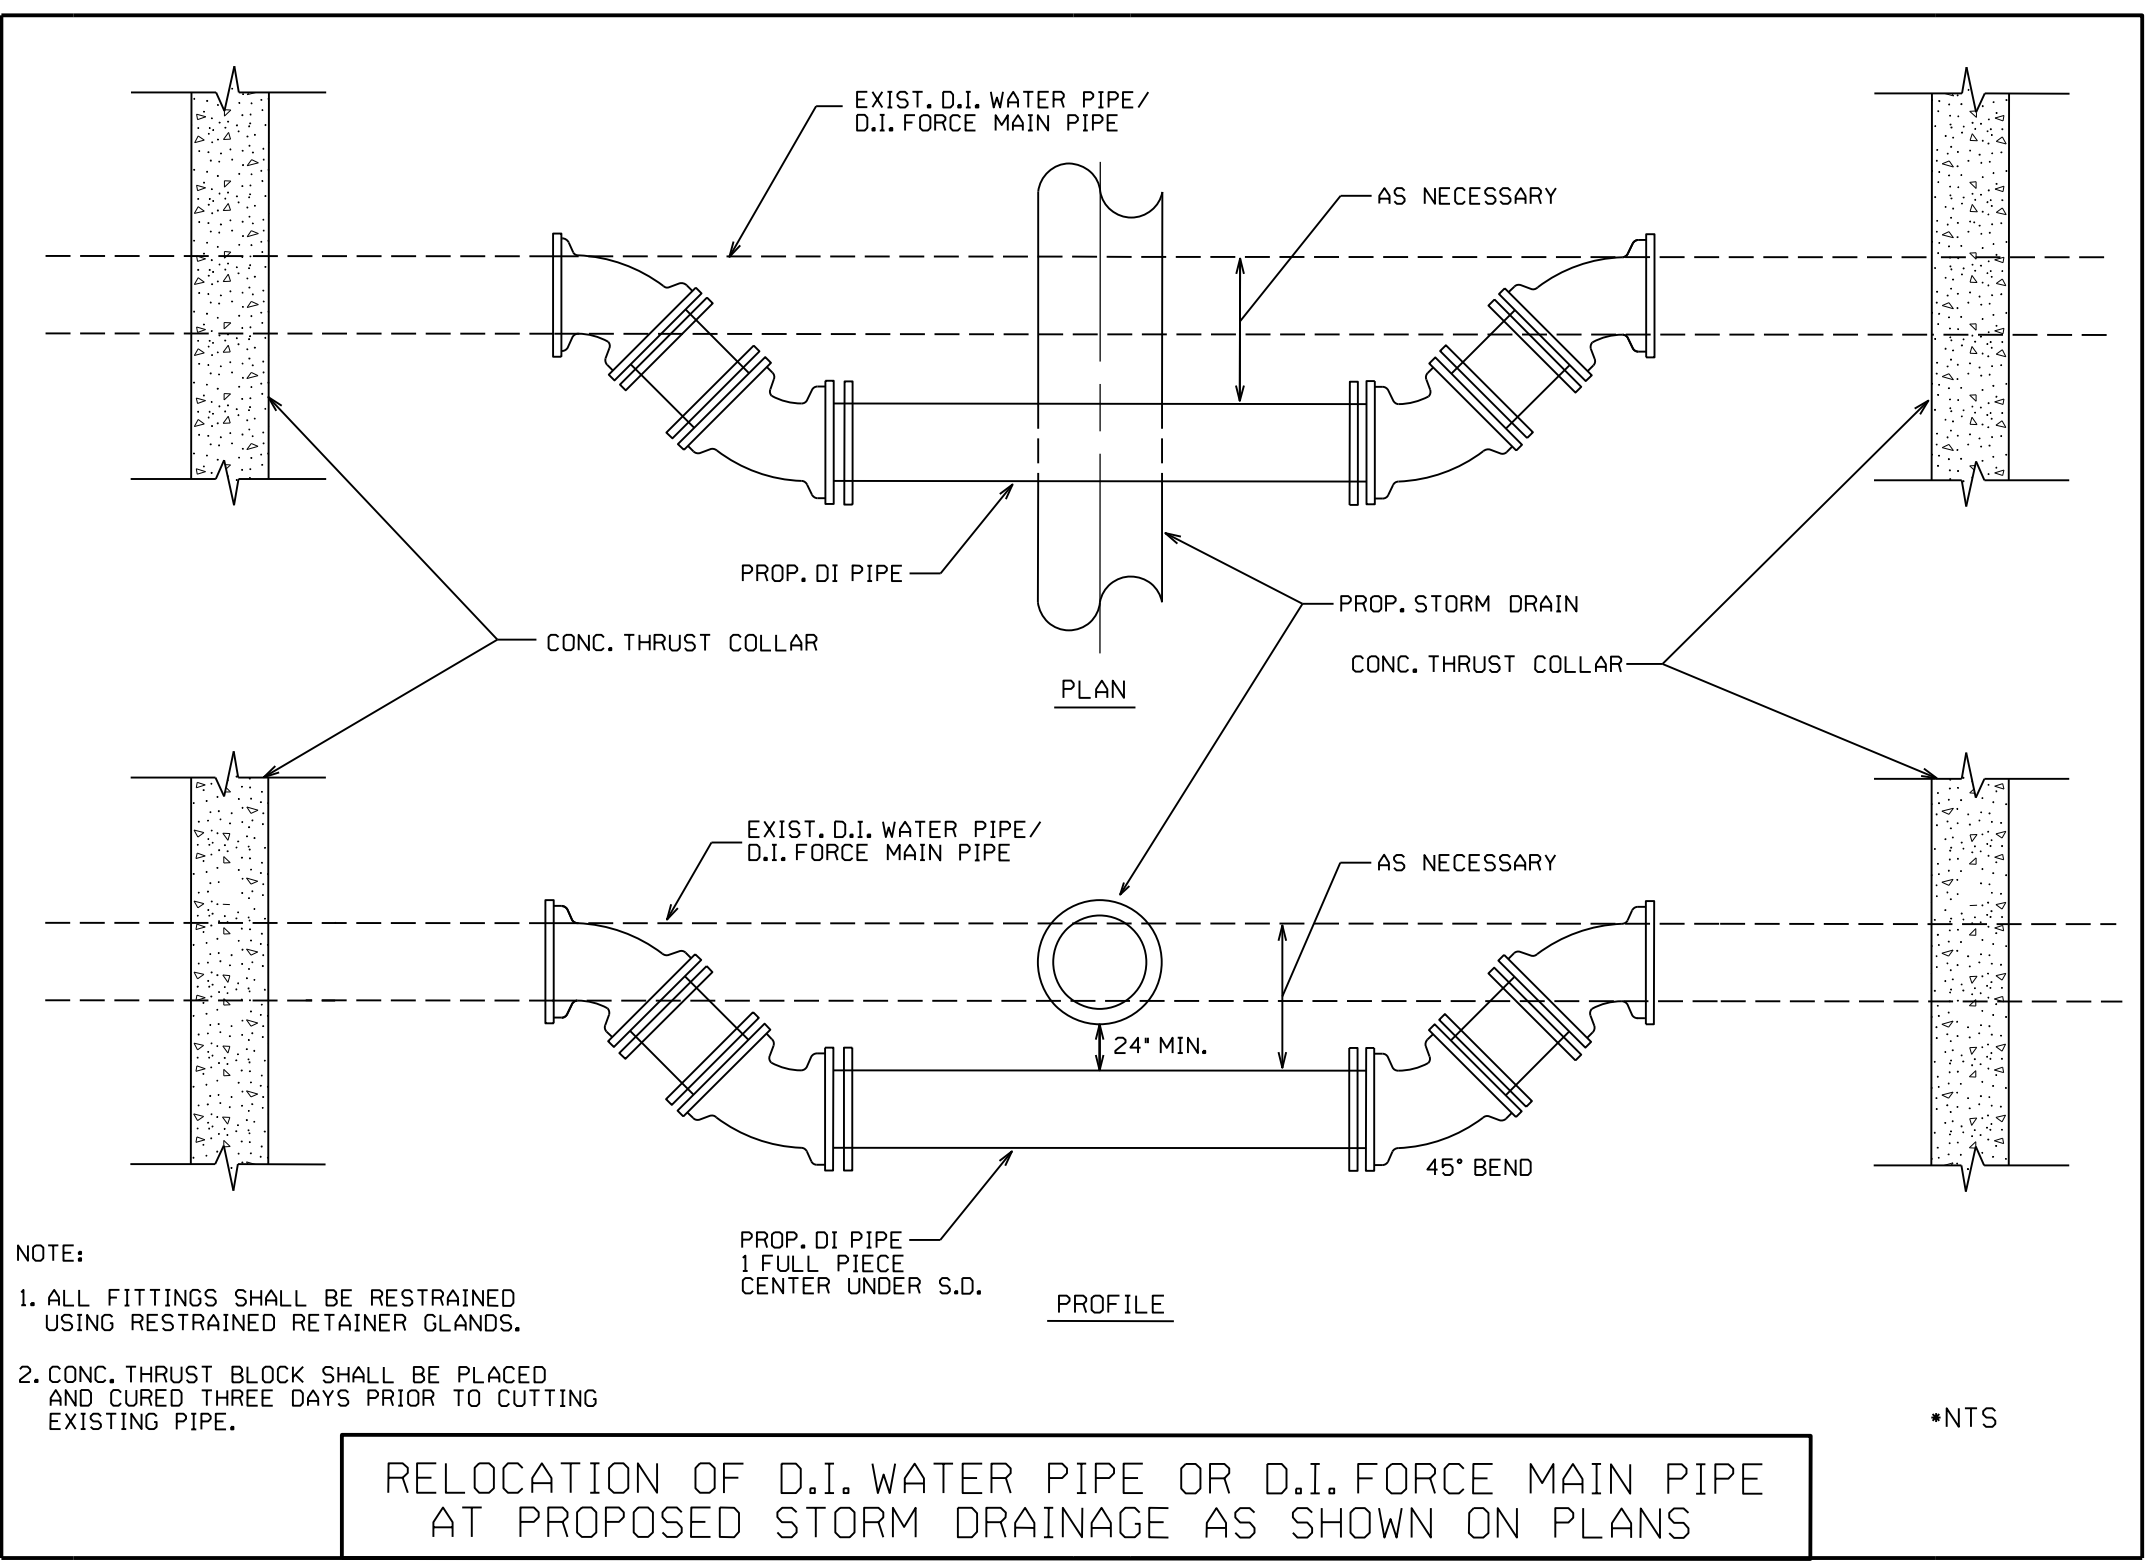 EXIST. D.I. WATER PIPE/
D.I. FORCE MAIN PIPE
AS NECESSARY
PROP. DI PIPE
PROP. STORM DRAIN
CONC. THRUST COLLAR
CONC. THRUST COLLAR
PLAN
EXIST. D.I. WATER PIPE/
D.I. FORCE MAIN PIPE
AS NECESSARY
24" MIN.
45° BEND
PROP. DI PIPE
1 FULL PIECE
CENTER UNDER S.D.
PROFILE
NOTE:
1. ALL FITTINGS SHALL BE RESTRAINED
USING RESTRAINED RETAINER GLANDS.
2. CONC. THRUST BLOCK SHALL BE PLACED
AND CURED THREE DAYS PRIOR TO CUTTING
EXISTING PIPE.
*NTS
RELOCATION OF D.I. WATER PIPE OR D.I. FORCE MAIN PIPE
AT PROPOSED STORM DRAINAGE AS SHOWN ON PLANS